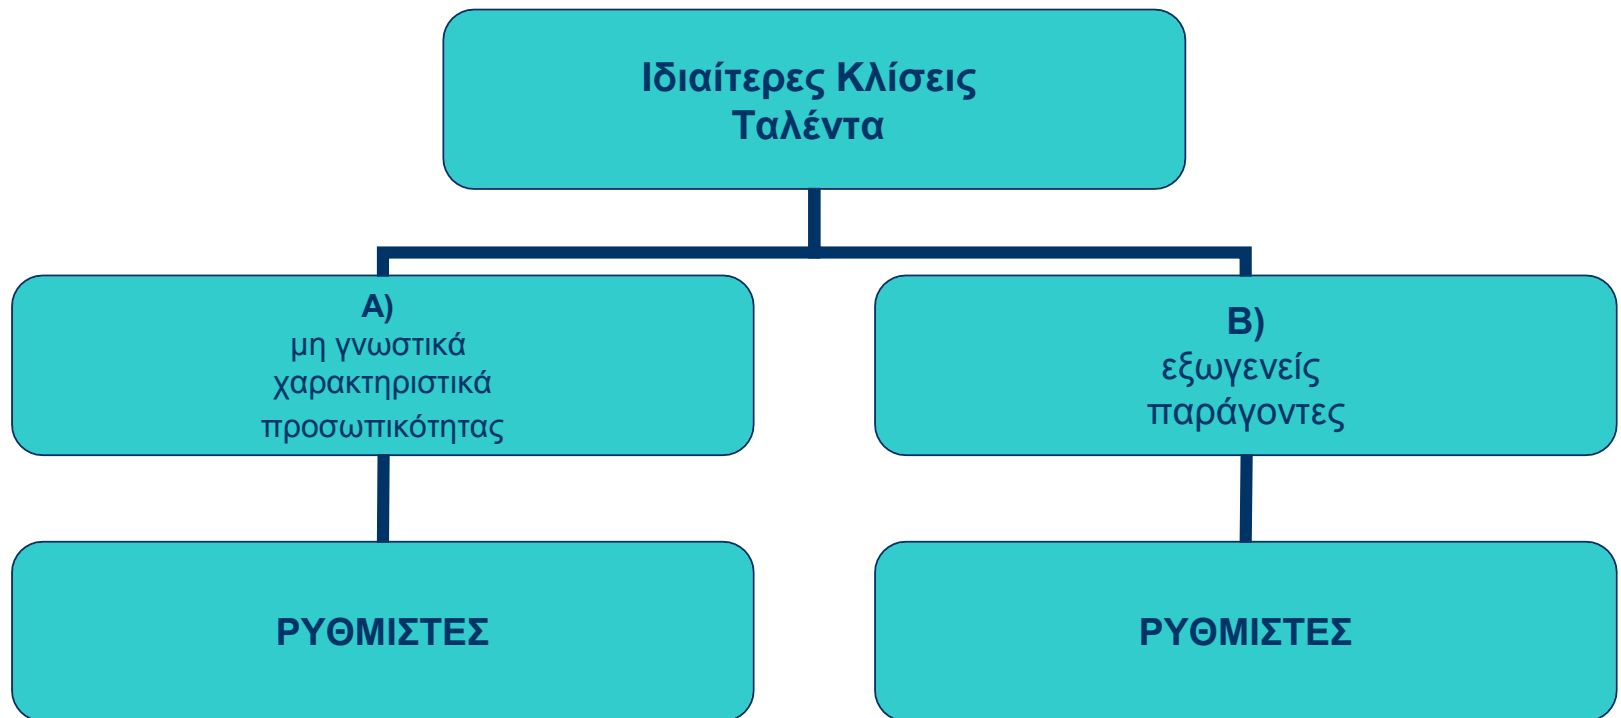 Ιδιαίτερες Κλίσεις
Ταλέντα
Α)
μη γνωστικά
χαρακτηριστικά
προσωπικότητας
Β)
εξωγενείς
παράγοντες
ΡΥΘΜΙΣΤΕΣ
ΡΥΘΜΙΣΤΕΣ